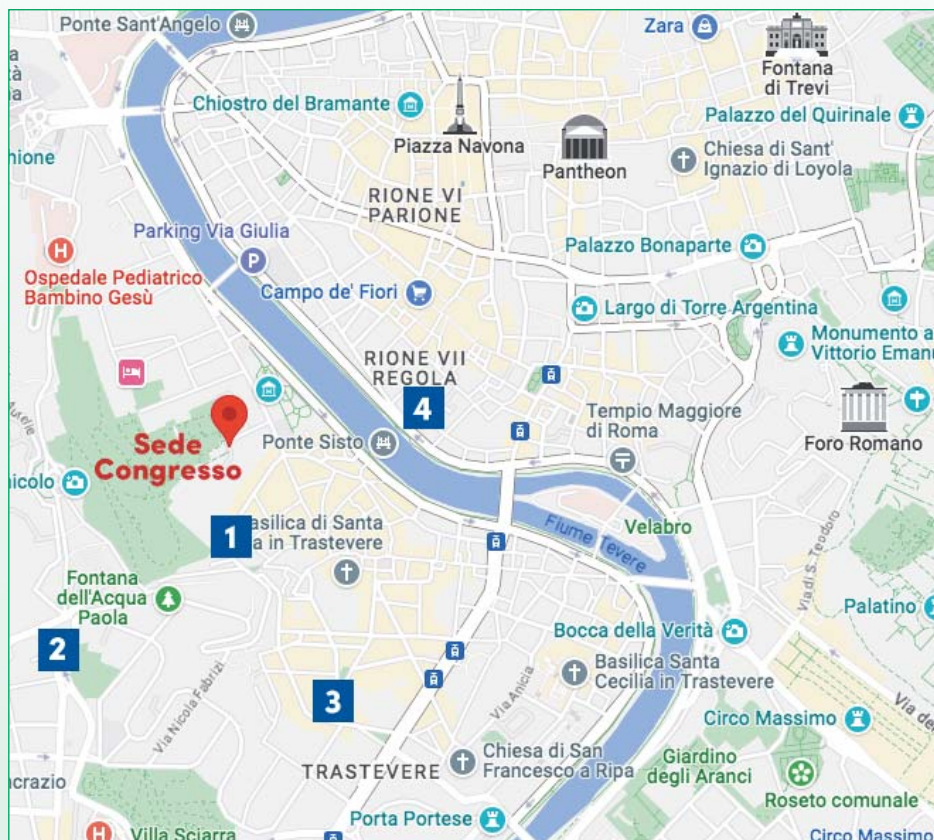 Ponte Sant'Angelo
Zara
Fontana
di Trevi
Chiostro del Bramante
Palazzo del Quirinale
Piazza Navona
Pantheon
Chiesa di Sant'
Ignazio di Loyola
RIONE VI
PARIONE
Parking Via Giulia
P
Palazzo Bonaparte
H
Ospedale Pediatrico
Bambino Gesù
Campo de' Fiori
Largo di Torre Argentina
Monumento a
Vittorio Emanu
RIONE VII
REGOLA
4
Tempio Maggiore
di Roma
Foro Romano
Sede
Congresso
Ponte Sisto
nicolo
1
asilica di Santa
a in Trastevere
Fiume Tevere
Velabro
Via di S. Teodoro
Fontana
dell'Acqua
Paola
Palatino
2
Bocca della Verità
Basilica Santa
Cecilia in Trastevere
Via Nicola Fabrizi
3
Via Anicia
Via de
Circo Massimo
TRASTEVERE
Chiesa di San
Francesco a Ripa
Giardino
degli Aranci
Roseto comunale
ncrazio
H
Villa Sciarra
Porta Portese
Circo Massimo